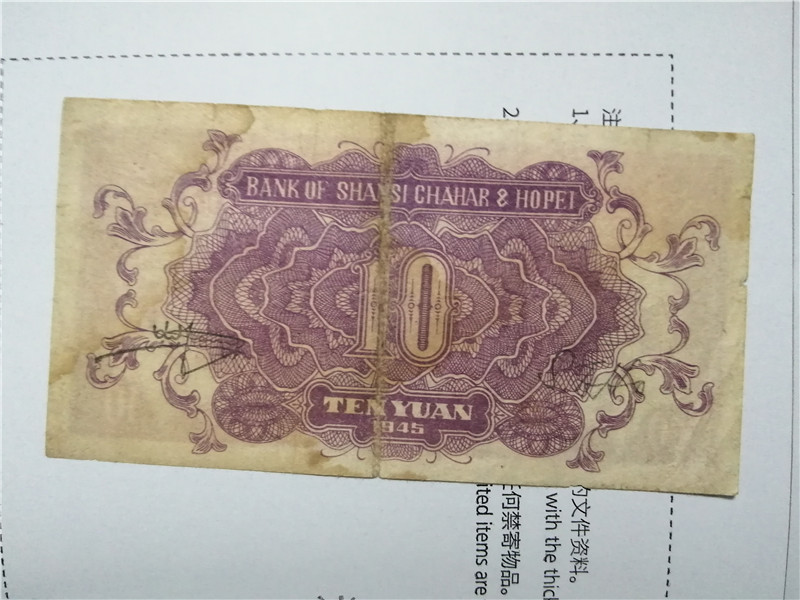 BANK OF SHANSI CHAHAR & HOPEI
10
TEN YUAN
1945
注
1、
2
的文件资料。
with the thic
任何禁寄物品。
ited items are